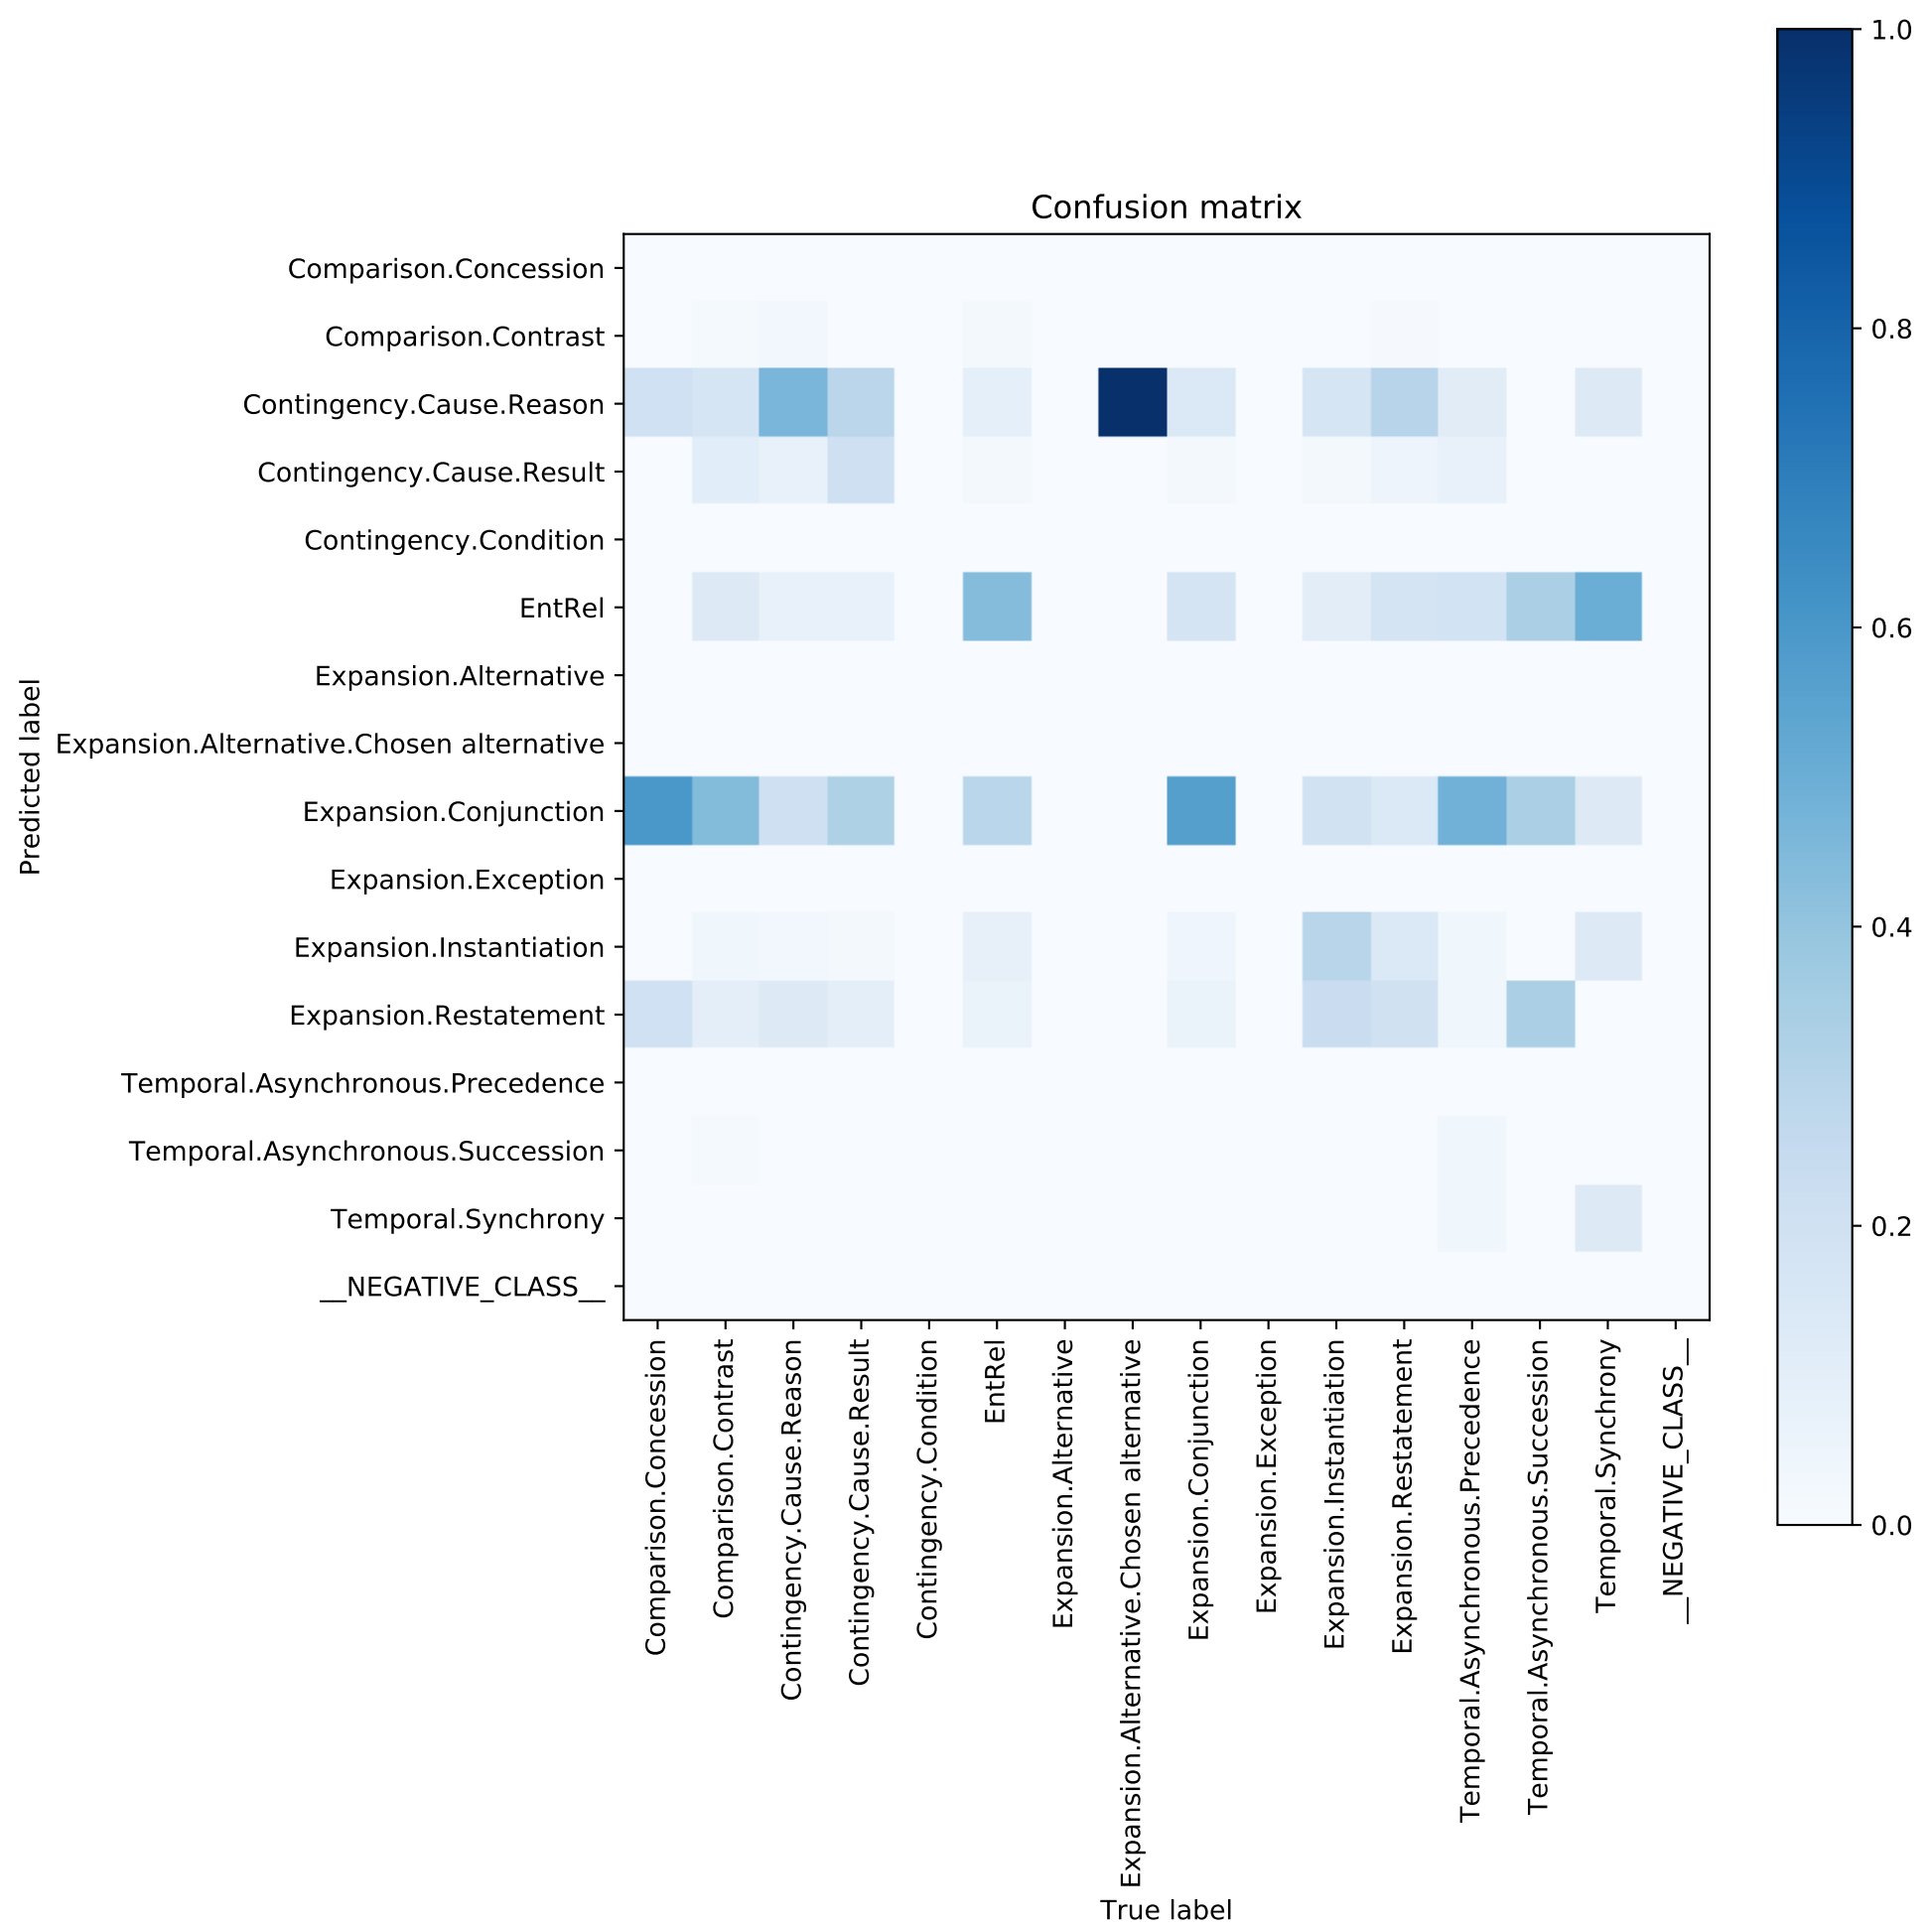 Confusion matrix
Predicted label
Comparison.Concession
Comparison.Contrast
Contingency.Cause.Reason
Contingency.Cause.Result
Contingency.Condition
EntRel
Expansion.Alternative
Expansion.Alternative.Chosen alternative
Expansion.Conjunction
Expansion.Exception
Expansion.Instantiation
Expansion.Restatement
Temporal.Asynchronous.Precedence
Temporal.Asynchronous.Succession
Temporal.Synchrony
__NEGATIVE_CLASS__
Comparison.Concession
Comparison.Contrast
Contingency.Cause.Reason
Contingency.Cause.Result
Contingency.Condition
EntRel
Expansion.Alternative
Expansion.Alternative.Chosen alternative
Expansion.Conjunction
Expansion.Exception
Expansion.Instantiation
Expansion.Restatement
Temporal.Asynchronous.Precedence
Temporal.Asynchronous.Succession
Temporal.Synchrony
__NEGATIVE_CLASS__
True label
1.0
0.8
0.6
0.4
0.2
0.0